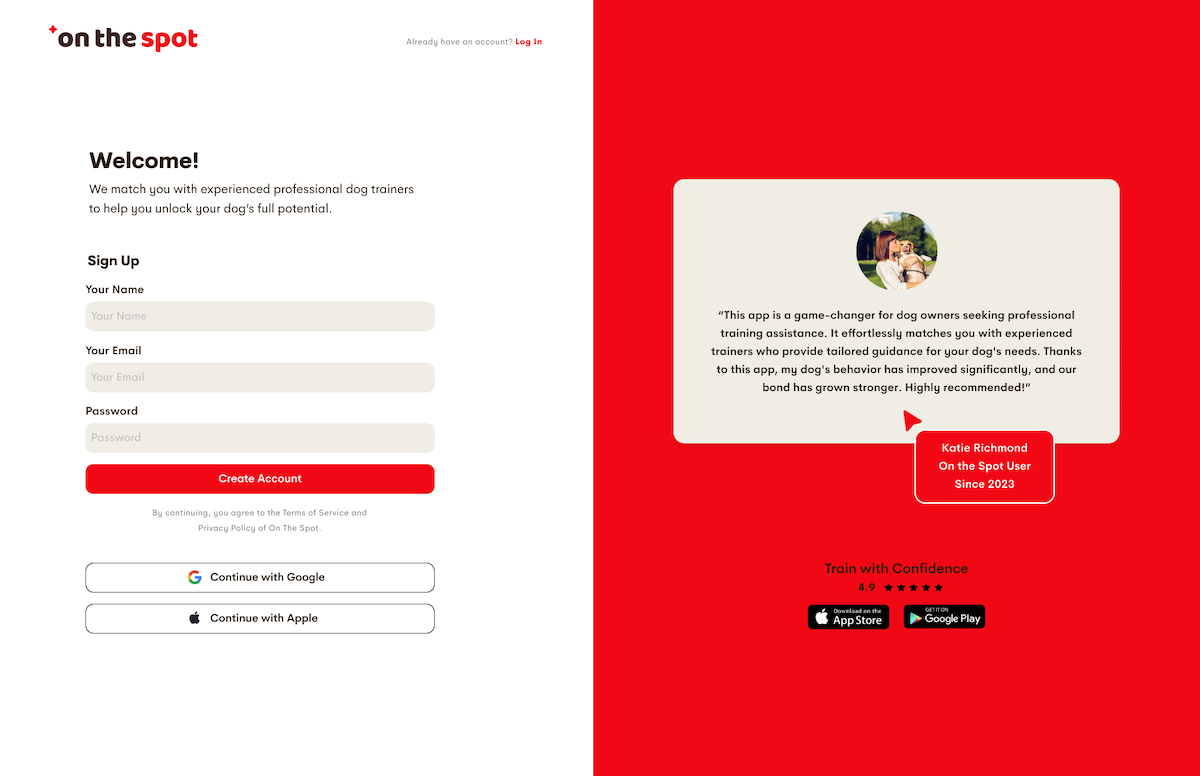 on the spot
Already have an account? Log In
Welcome!
We match you with experienced professional dog trainers
to help you unlock your dog's full potential.
Sign Up
Your Name
Your Name
Your Email
Your Email
Password
Password
Create Account
By continuing, you agree to the Terms of Service and
Privacy Policy of On The Spot.
Continue with Google
Continue with Apple
“This app is a game-changer for dog owners seeking professional
training assistance. It effortlessly matches you with experienced
trainers who provide tailored guidance for your dog's needs. Thanks
to this app, my dog's behavior has improved significantly, and our
bond has grown stronger. Highly recommended!”
Katie Richmond
On the Spot User
Since 2023
Train with Confidence
4.9 ★★★★★
Download on the
App Store
GET IT ON
Google Play